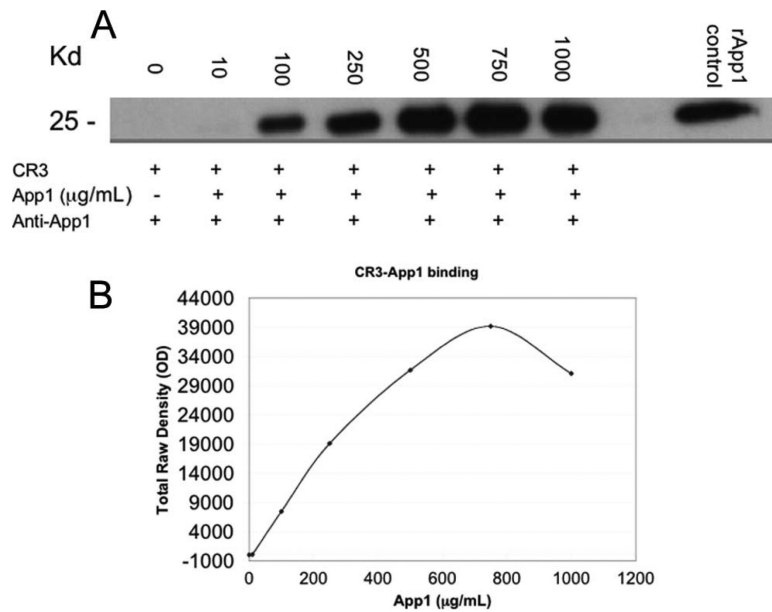 A
Kd
0 10 100 250 500 750 1000 rApp1 control
25 -
CR3 + + + + + + +
App1 (μg/mL) - + + + + + +
Anti-App1 + + + + + + +
B
CR3-App1 binding
Total Raw Density (OD)
44000
39000
34000
29000
24000
19000
14000
9000
4000
-1000
0 200 400 600 800 1000 1200
App1 (μg/mL)